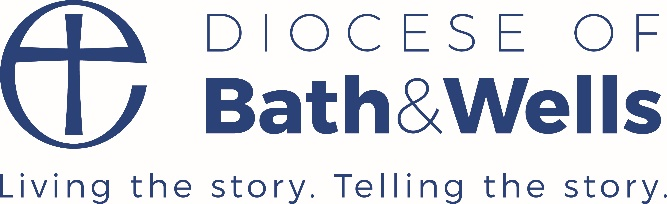 DIOCESE OF
Bath&Wells
Living the story. Telling the story.